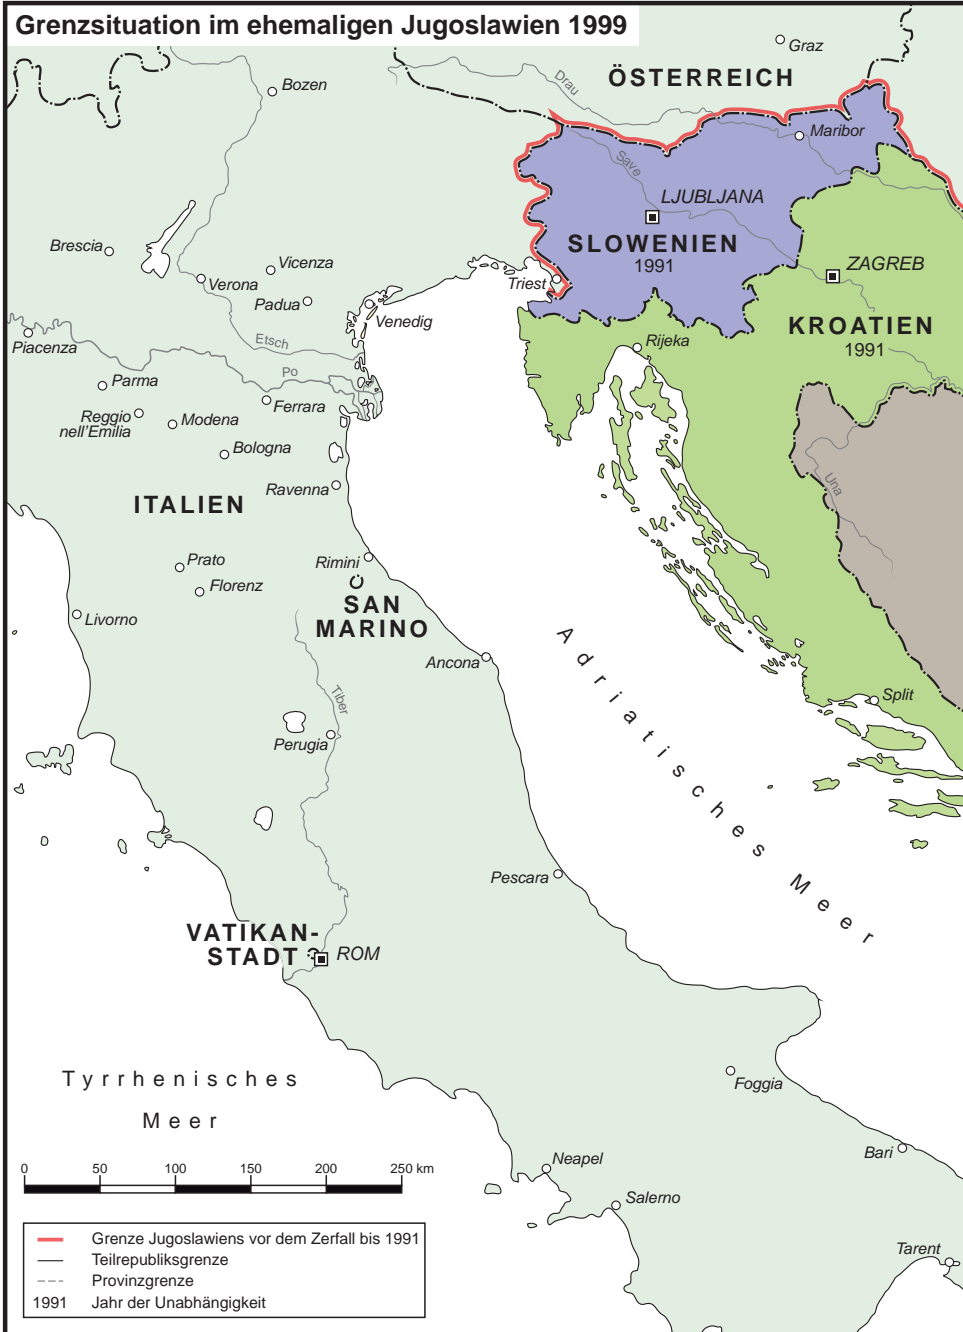 Grenzsituation im ehemaligen Jugoslawien 1999
Graz
ÖSTERREICH
Drau
Bozen
Maribor
Save
LJUBLJANA
SLOWENIEN
1991
ZAGREB
Brescia
Vicenza
Verona
Padua
Triest
Venedig
KROATIEN
1991
Piacenza
Etsch
Rijeka
Po
Parma
Ferrara
Reggio
nell'Emilia
Modena
Bologna
Ravenna
Una
ITALIEN
Prato
Rimini
Florenz
SAN
MARINO
Livorno
Ancona
Adriatisches Meer
Tiber
Split
Perugia
Pescara
VATIKAN-
STADT
ROM
Tyrrhenisches
Meer
Foggia
Bari
Neapel
Salerno
Tarent
0 50 100 150 200 250 km
Grenze Jugoslawiens vor dem Zerfall bis 1991
Teilrepubliksgrenze
Provinzgrenze
1991 Jahr der Unabhängigkeit